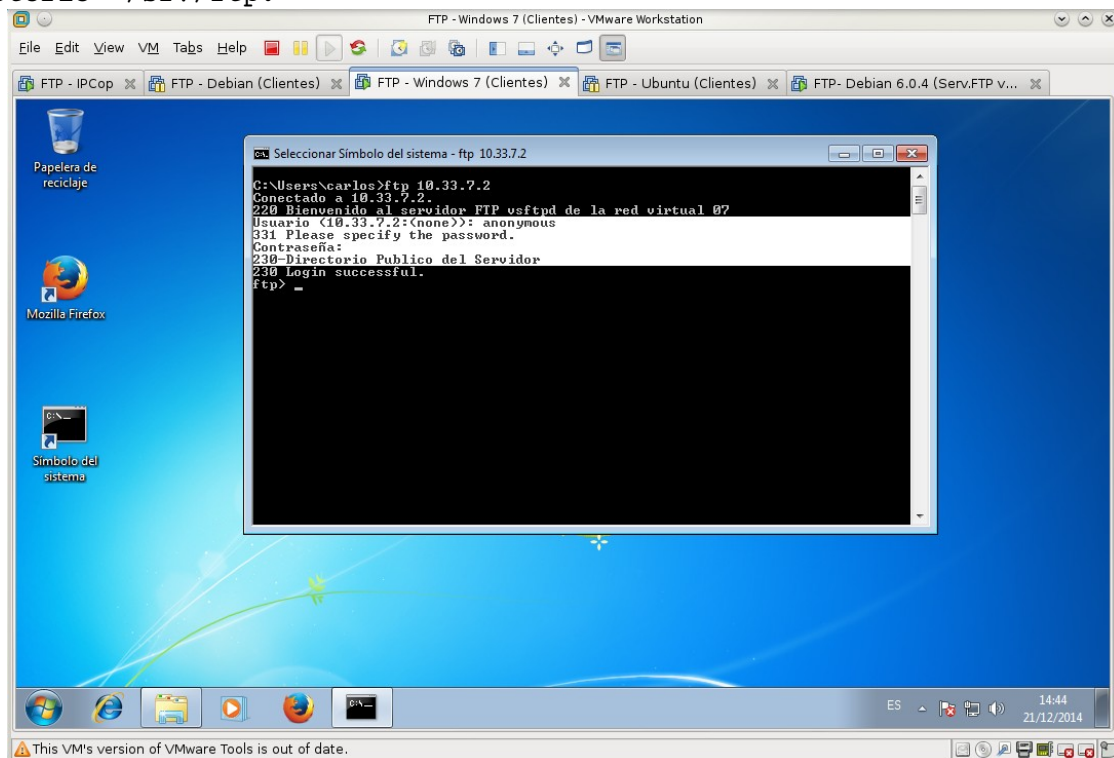 FTP - Windows 7 (Clientes) - VMware Workstation
File Edit View VM Tabs Help
FTP - IPCop
FTP - Debian (Clientes)
FTP - Windows 7 (Clientes)
FTP - Ubuntu (Clientes)
FTP- Debian 6.0.4 (Serv.FTP v...
Papelera de
reciclaje
Mozilla Firefox
Símbolo del
sistema
Seleccionar Símbolo del sistema - ftp 10.33.7.2
C:\Users\carlos>ftp 10.33.7.2
Conectado a 10.33.7.2.
220 Bienvenido al servidor FTP vsftpd de la red virtual 07
Usuario (10.33.7.2:(none)): anonymous
331 Please specify the password.
Contraseña:
230-Directorio Publico del Servidor
230 Login successful.
ftp> _
ES
14:44
21/12/2014
This VM's version of VMware Tools is out of date.